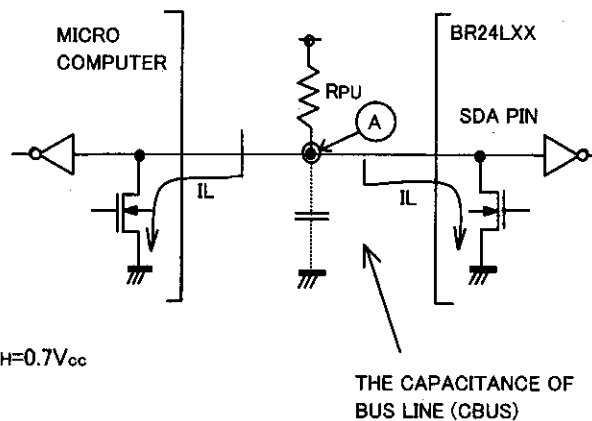 MICRO
COMPUTER
BR24LXX
RPU
A
SDA PIN
IL
IL
H=0.7Vcc
THE CAPACITANCE OF
BUS LINE (CBUS)